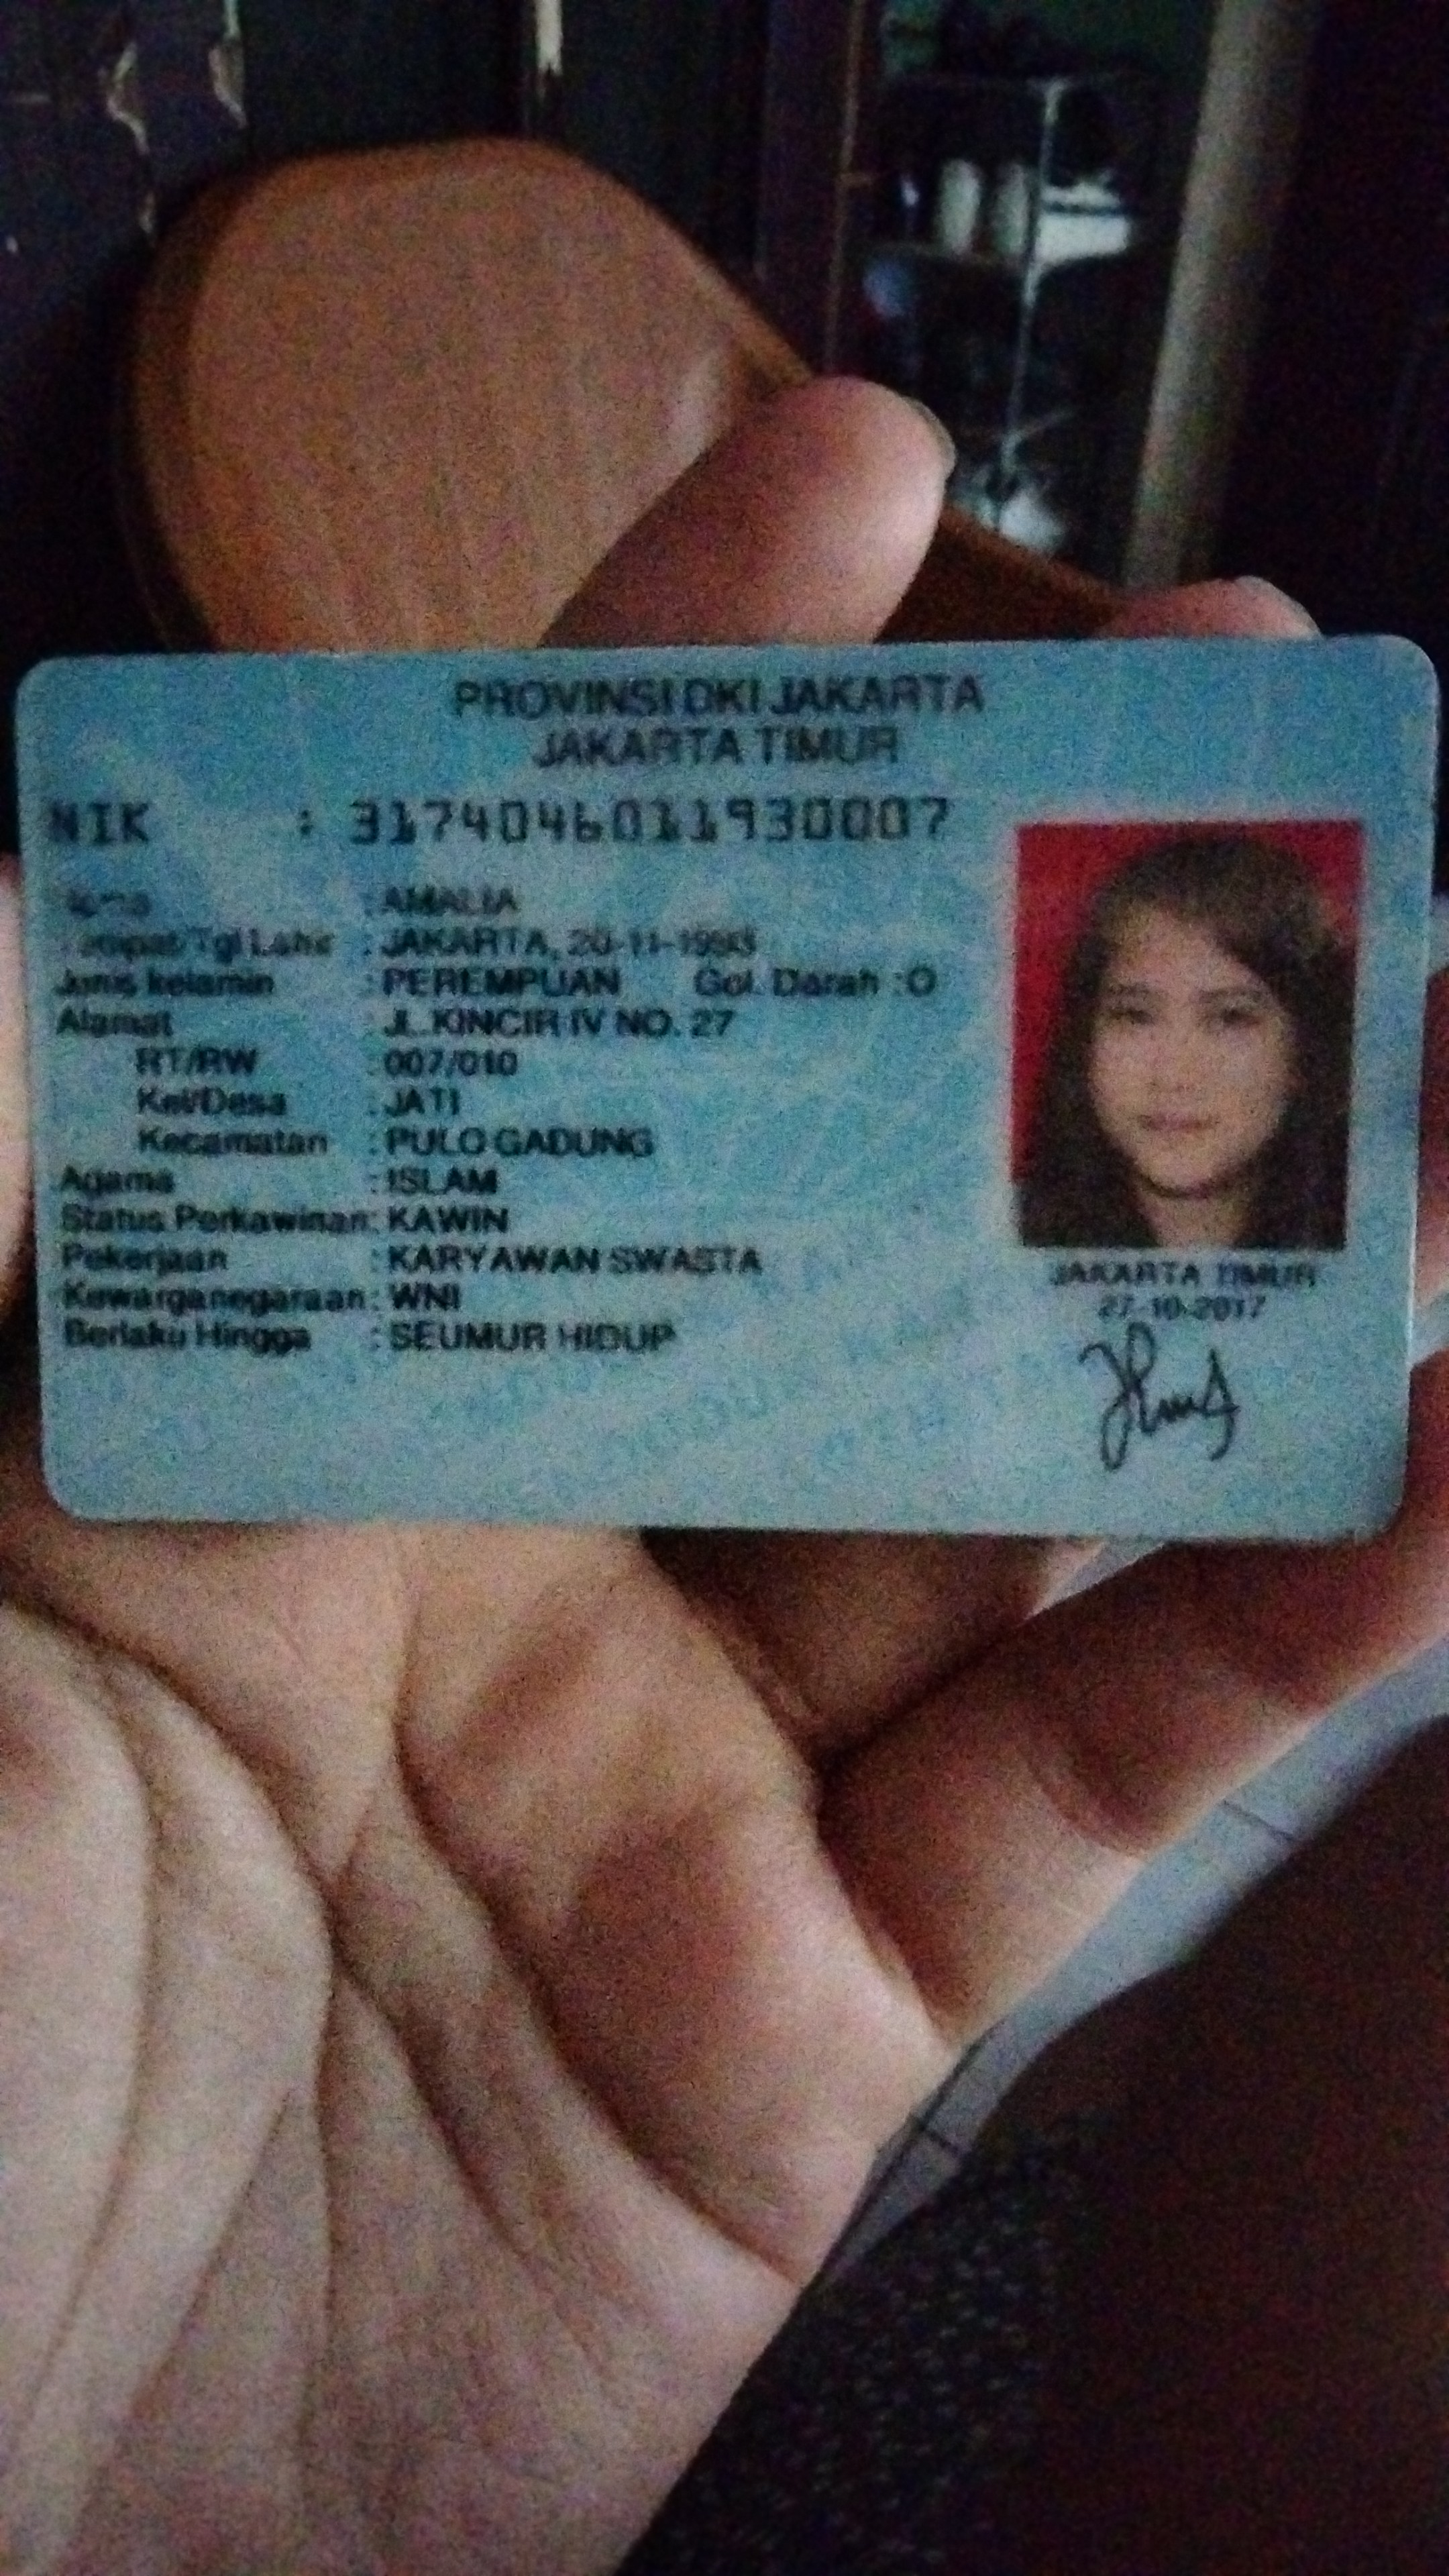 PROVINSI DKI JAKARTA
JAKARTA TIMUR
NIK : 3174046011930007
Nama : AMALIA
Tempat/Tgl Lahir : JAKARTA, 20-11-1993
Jenis kelamin : PEREMPUAN Gol. Darah : O
Alamat : JL. KINCIR IV NO. 27
RT/RW : 007/010
Kel/Desa : JATI
Kecamatan : PULO GADUNG
Agama : ISLAM
Status Perkawinan : KAWIN
Pekerjaan : KARYAWAN SWASTA
Kewarganegaraan : WNI
Berlaku Hingga : SEUMUR HIDUP
JAKARTA TIMUR
27-10-2017